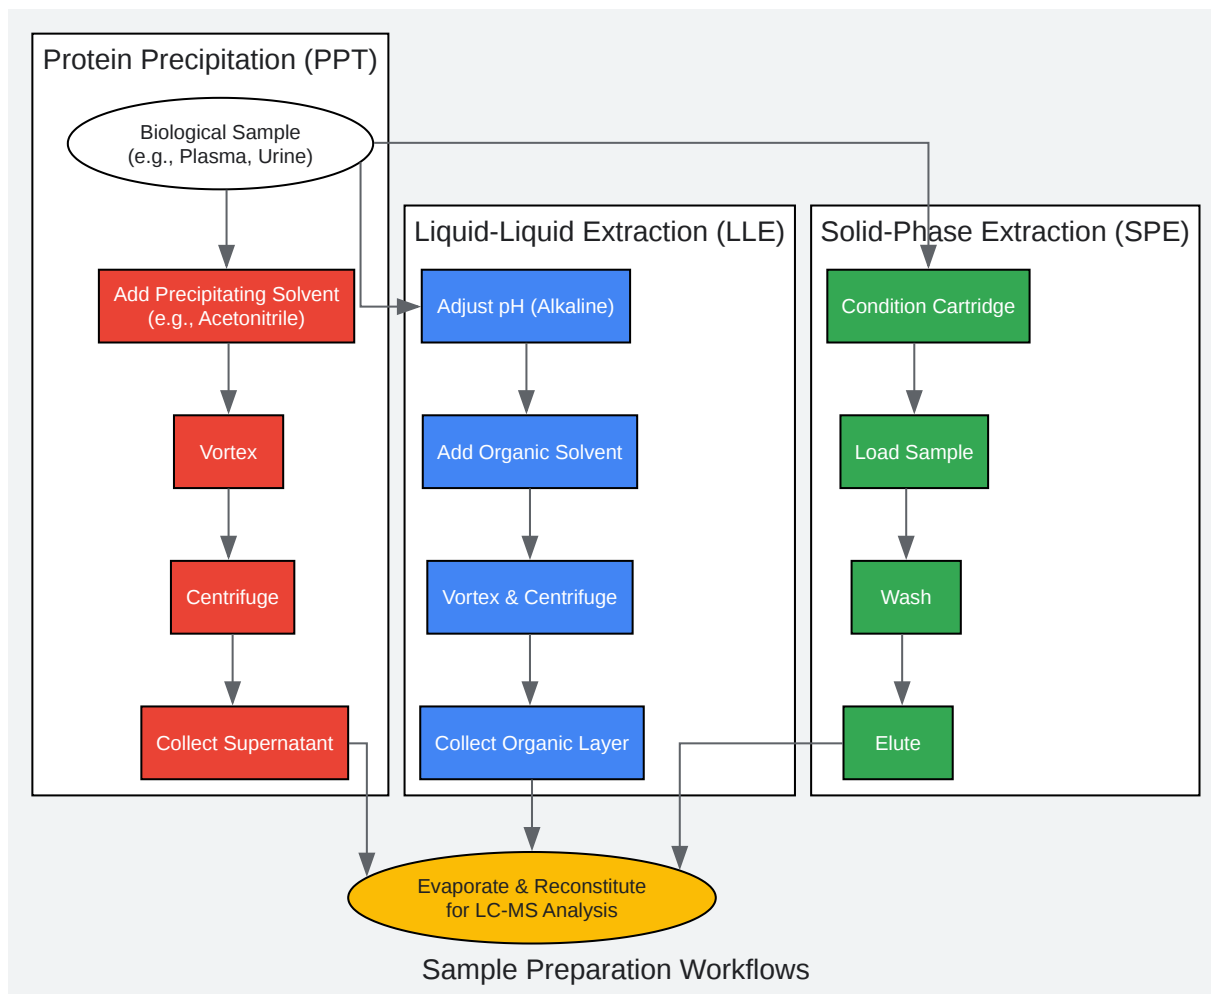 Protein Precipitation (PPT)
Biological Sample
(e.g., Plasma, Urine)
Add Precipitating Solvent
(e.g., Acetonitrile)
Vortex
Centrifuge
Collect Supernatant
Liquid-Liquid Extraction (LLE)
Adjust pH (Alkaline)
Add Organic Solvent
Vortex & Centrifuge
Collect Organic Layer
Solid-Phase Extraction (SPE)
Condition Cartridge
Load Sample
Wash
Elute
Evaporate & Reconstitute
for LC-MS Analysis
Sample Preparation Workflows